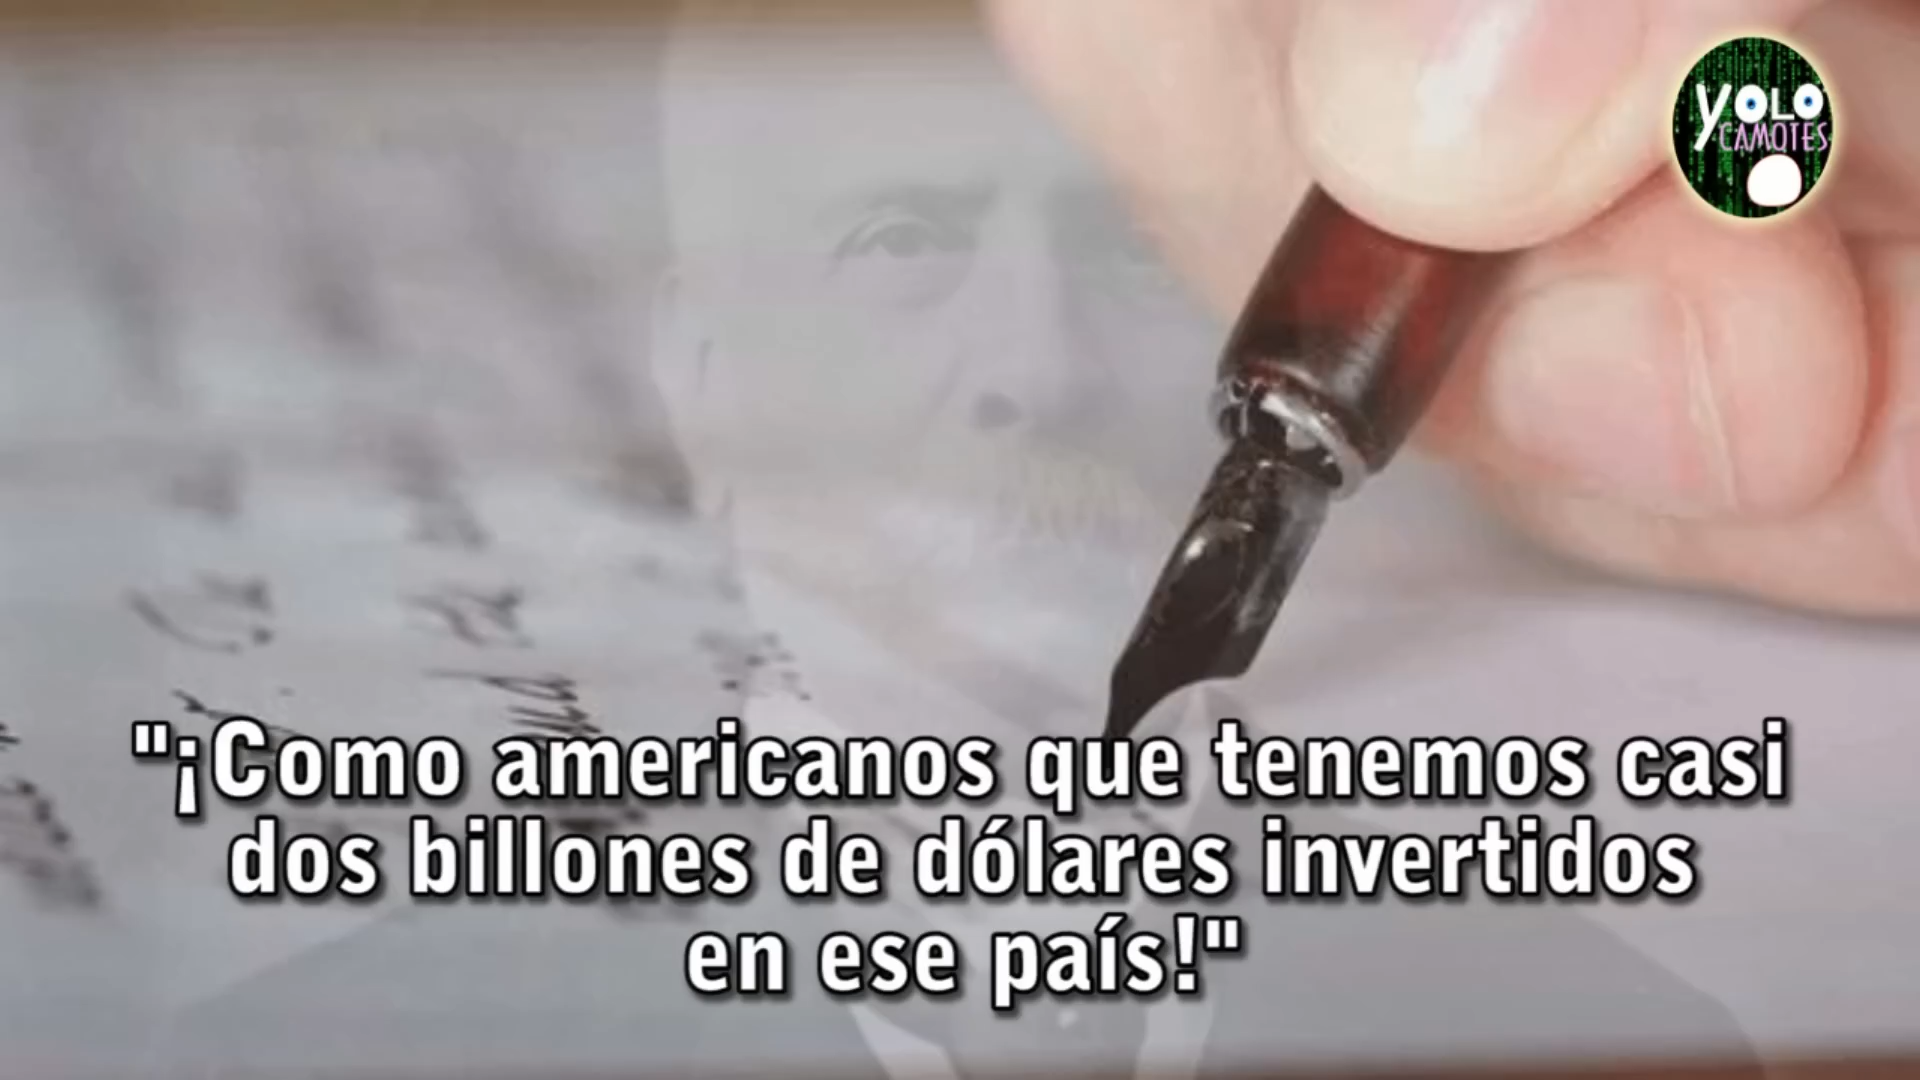 YOLO
CAMOTES
"¡Como americanos que tenemos casi
dos billones de dólares invertidos
en ese país!"